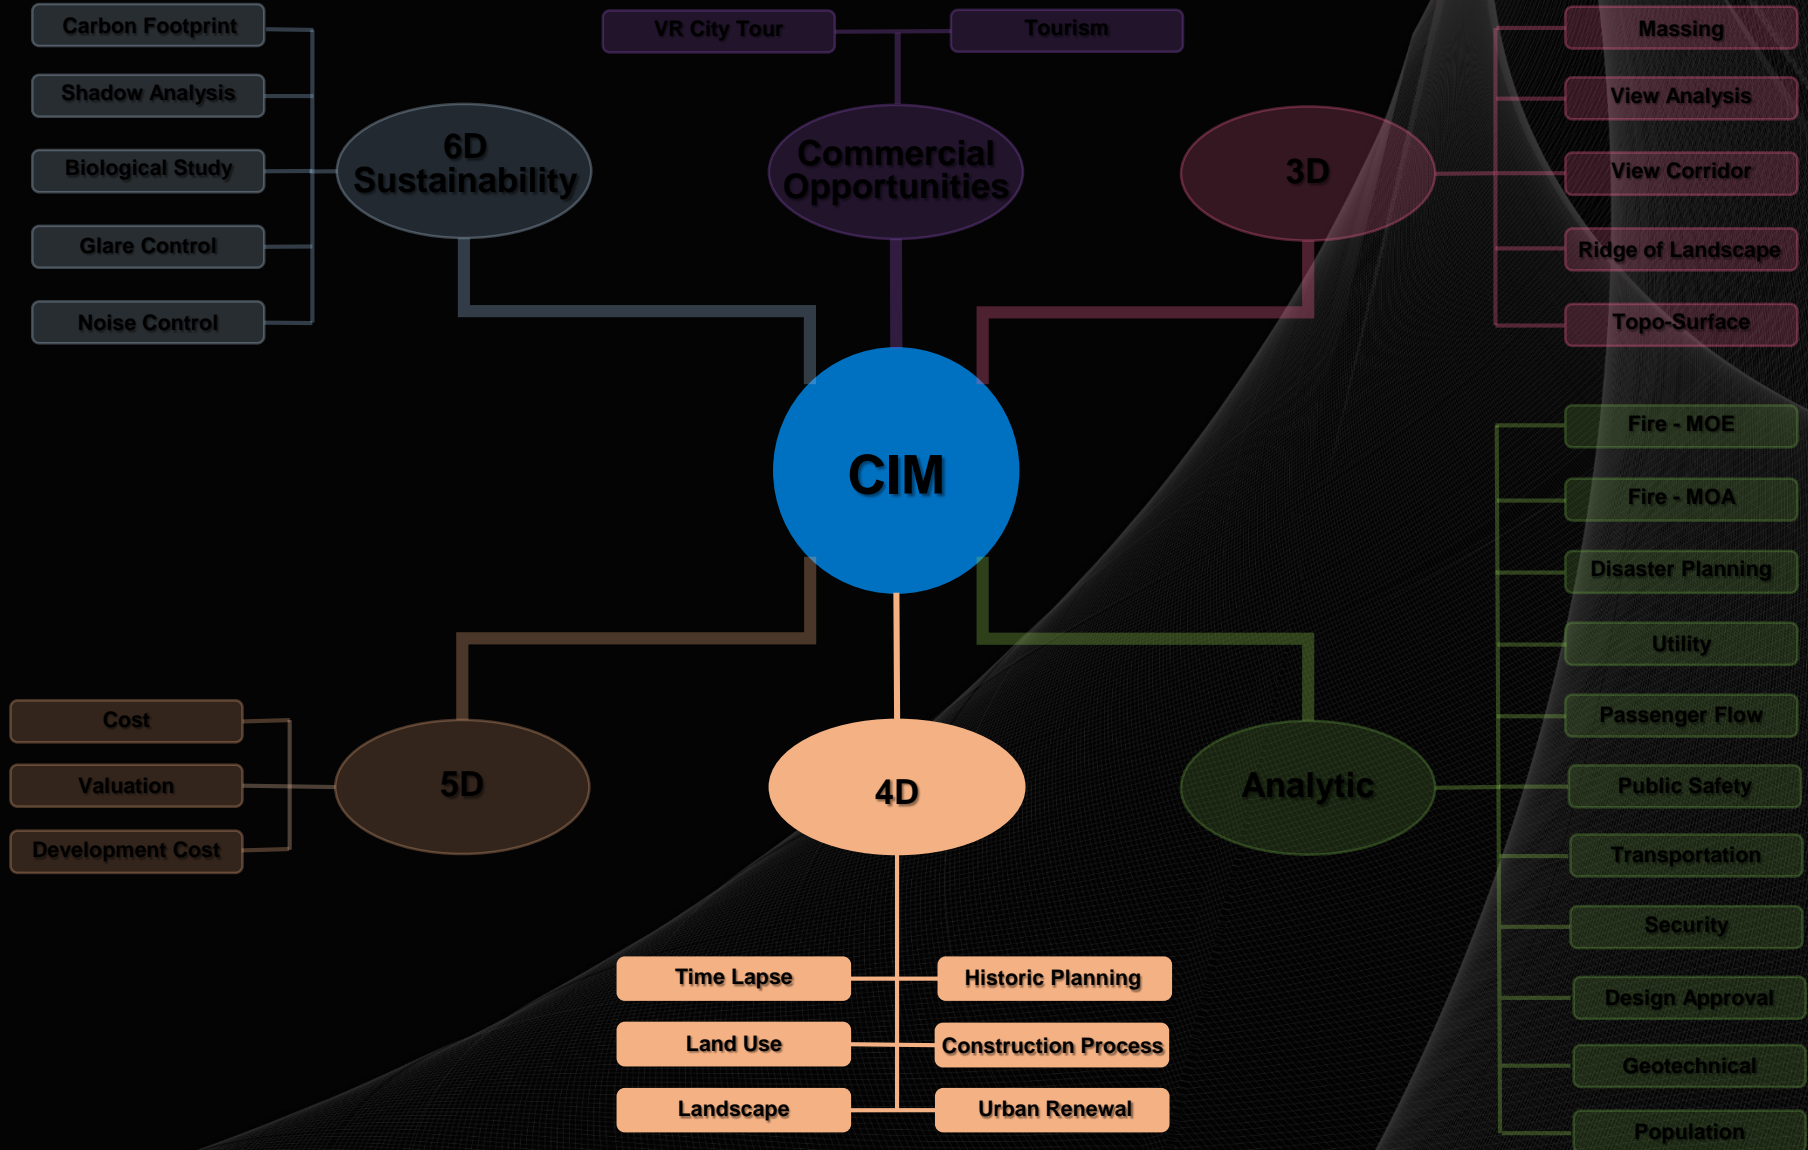 Carbon Footprint
Shadow Analysis
Biological Study
Glare Control
Noise Control
6D
Sustainability
VR City Tour
Tourism
Commercial
Opportunities
3D
Massing
View Analysis
View Corridor
Ridge of Landscape
Topo-Surface
CIM
Cost
Valuation
Development Cost
5D
4D
Time Lapse
Historic Planning
Land Use
Construction Process
Landscape
Urban Renewal
Analytic
Fire - MOE
Fire - MOA
Disaster Planning
Utility
Passenger Flow
Public Safety
Transportation
Security
Design Approval
Geotechnical
Population